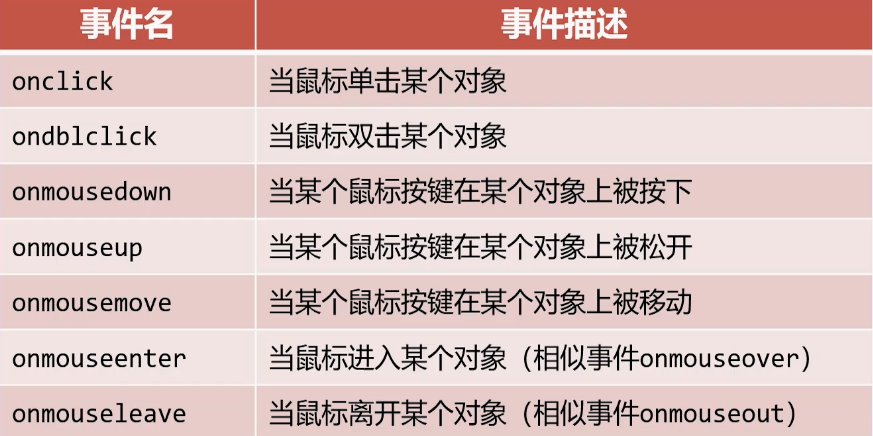 事件名 事件描述
onclick 当鼠标单击某个对象
ondblclick 当鼠标双击某个对象
onmousedown 当某个鼠标按键在某个对象上被按下
onmouseup 当某个鼠标按键在某个对象上被松开
onmousemove 当某个鼠标按键在某个对象上被移动
onmouseenter 当鼠标进入某个对象（相似事件onmouseover）
onmouseleave 当鼠标离开某个对象（相似事件onmouseout）